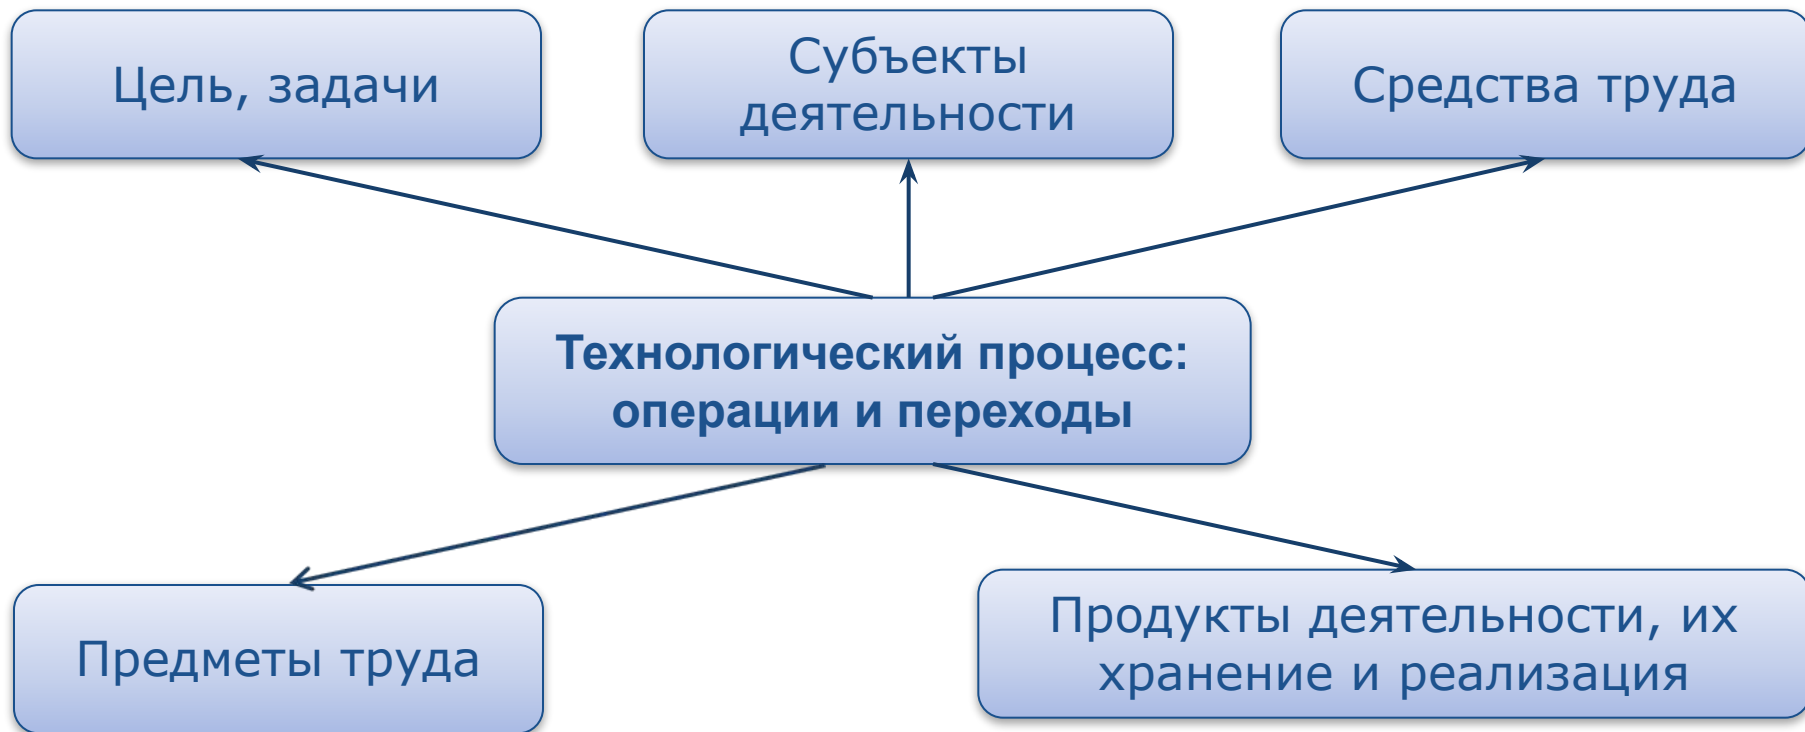 Цель, задачи
Субъекты
деятельности
Средства труда
Технологический процесс:
операции и переходы
Предметы труда
Продукты деятельности, их
хранение и реализация